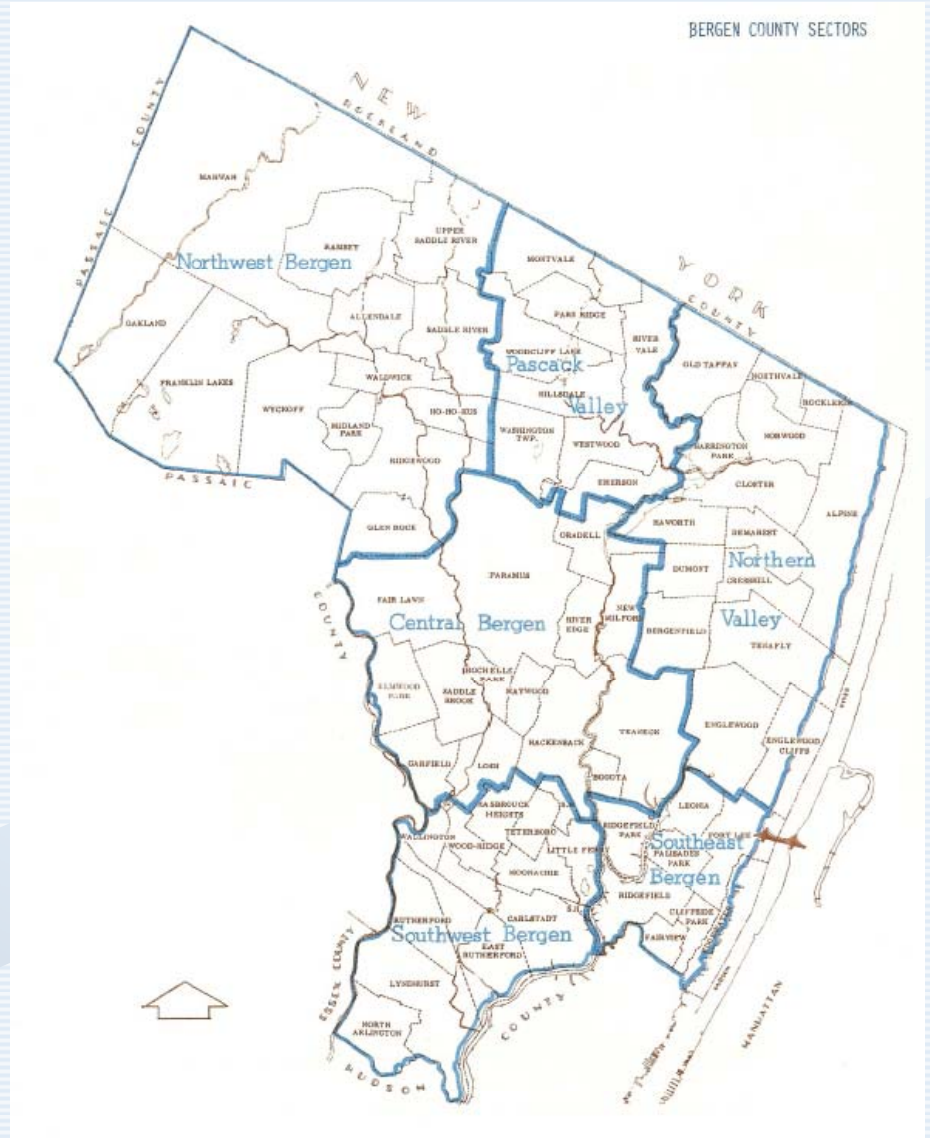 BERGEN COUNTY SECTORS
NEW
ROCKLAND
COUNTY
PASSAIC
MAHWAH
UPPER
SADDLE RIVER
RAMSEY
Northwest Bergen
MONTVALE
YORK
COUNTY
ALLENDALE
PARK RIDGE
OAKLAND
SADDLE RIVER
RIVER
VALE
WOODCLIFF LAKE
Pascack
OLD TAPPAN
NORTHVALE
FRANKLIN LAKES
WALDWICK
HILLSDALE
Valley
ROCKLEIGH
WYCKOFF
HO-HO-KUS
MIDLAND
PARK
WASHINGTON
TWP.
WESTWOOD
HARRINGTON
PARK
NORWOOD
RIDGEWOOD
EMERSON
CLOSTER
PASSAIC
ALPINE
GLEN ROCK
ORADELL
HAWORTH
DEMAREST
Northern
PARAMUS
DUMONT
CRESSKILL
COUNTY
FAIR LAWN
Central Bergen
RIVER
EDGE
NEW
MILFORD
BERGENFIELD
Valley
TENAFLY
ROCHELLE
PARK
ELMWOOD
PARK
SADDLE
BROOK
MAYWOOD
ENGLEWOOD
TEANECK
ENGLEWOOD
CLIFFS
HACKENSACK
GARFIELD
LODI
BOGOTA
HASBROUCK
HEIGHTS
S.H.
LEONIA
WALLINGTON
TETERBORO
RIDGEFIELD
PARK
FORT LEE
WOOD-RIDGE
LITTLE FERRY
Southeast
PALISADES
PARK
MOONACHIE
Bergen
RIDGEFIELD
S.H.
CLIFFSIDE
PARK
RUTHERFORD
CARLSTADT
Southwest Bergen
FAIRVIEW
EAST
RUTHERFORD
ESSEX COUNTY
LYNDHURST
COUNTY
NORTH
ARLINGTON
MANHATTAN
HUDSON